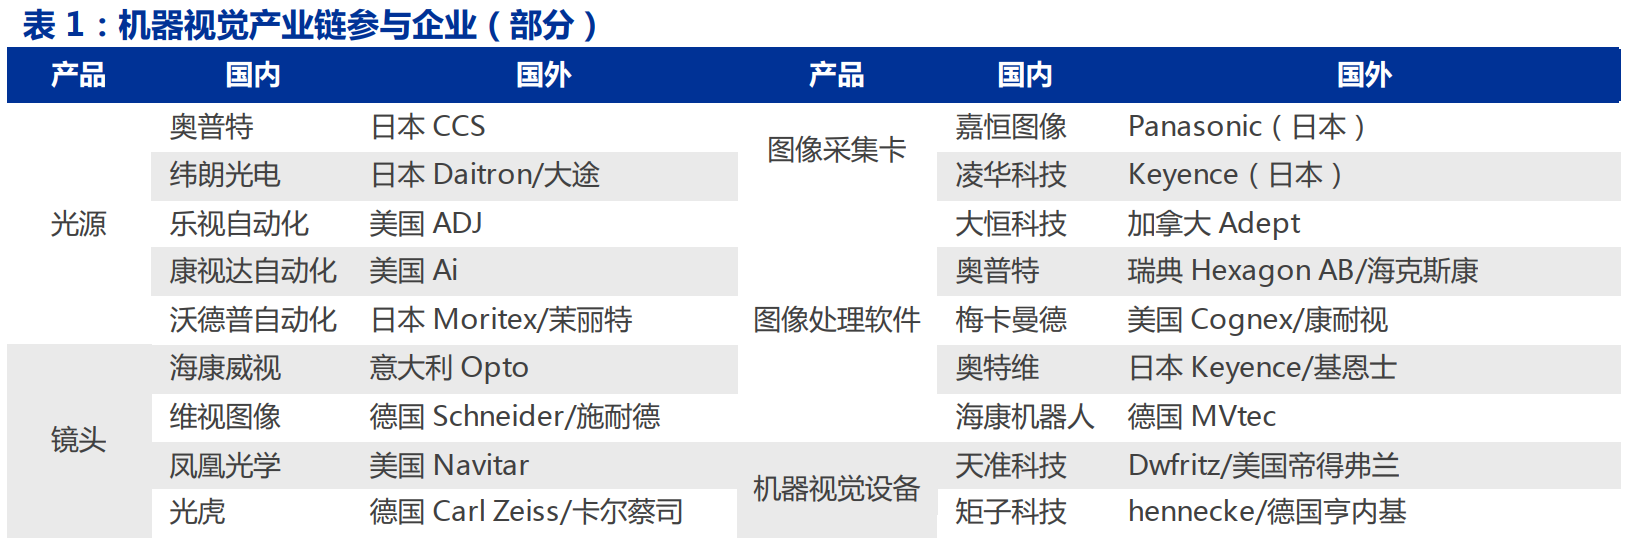 表 1：机器视觉产业链参与企业（部分）
产品 国内 国外 产品 国内 国外
光源 奥普特 日本 CCS 图像采集卡 嘉恒图像 Panasonic（日本）
纬朗光电 日本 Daitron/大途 凌华科技 Keyence（日本）
乐视自动化 美国 ADJ 图像处理软件 大恒科技 加拿大 Adept
康视达自动化 美国 Ai 奥普特 瑞典 Hexagon AB/海克斯康
沃德普自动化 日本 Moritex/茉丽特 梅卡曼德 美国 Cognex/康耐视
镜头 海康威视 意大利 Opto 奥特维 日本 Keyence/基恩士
维视图像 德国 Schneider/施耐德 海康机器人 德国 MVtec
凤凰光学 美国 Navitar 机器视觉设备 天准科技 Dwfritz/美国帝得弗兰
光虎 德国 Carl Zeiss/卡尔蔡司 矩子科技 hennecke/德国亨内基